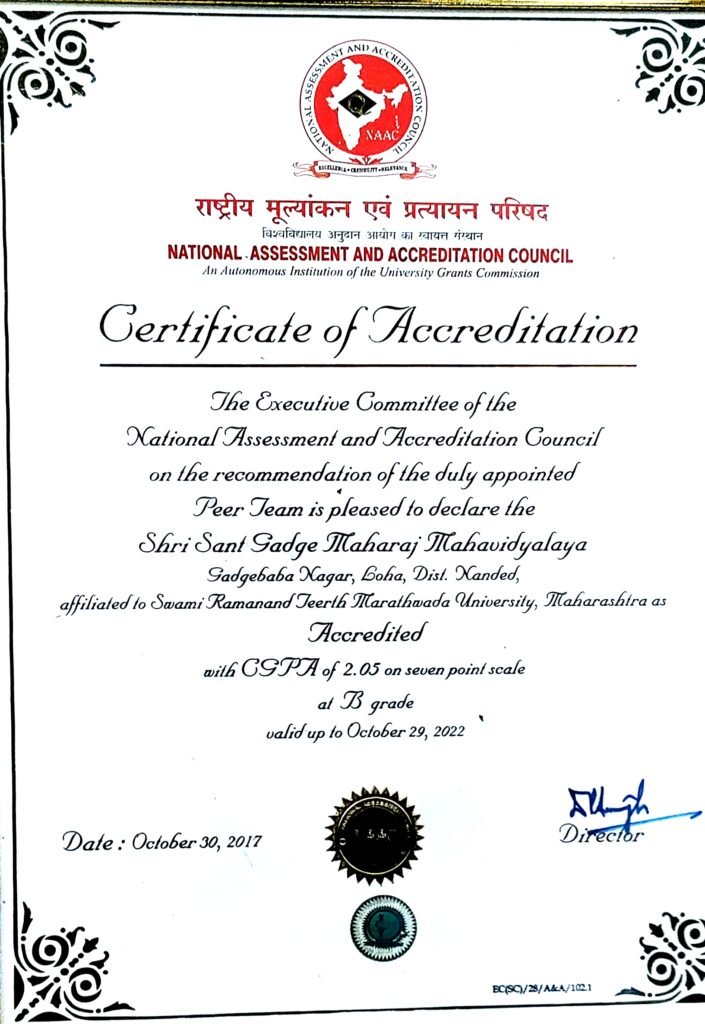 NATIONAL ASSESSMENT AND ACCREDITATION COUNCIL
NAAC
EXCELLENCE • CREDIBILITY • RELEVANCE
राष्ट्रीय मूल्यांकन एवं प्रत्यायन परिषद
विश्वविद्यालय अनुदान आयोग का स्वायत्त संस्थान
NATIONAL ASSESSMENT AND ACCREDITATION COUNCIL
An Autonomous Institution of the University Grants Commission
Certificate of Accreditation
The Executive Committee of the
National Assessment and Accreditation Council
on the recommendation of the duly appointed
Peer Team is pleased to declare the
Shri Sant Gadge Maharaj Mahavidyalaya
Gadgebaba Nagar, Loha, Dist. Nanded,
affiliated to Swami Ramanand Teerth Marathwada University, Maharashtra as
Accredited
with CGPA of 2.05 on seven point scale
at B grade
valid up to October 29, 2022
Date : October 30, 2017
Director
EC(SC)/28/A&A/102.1